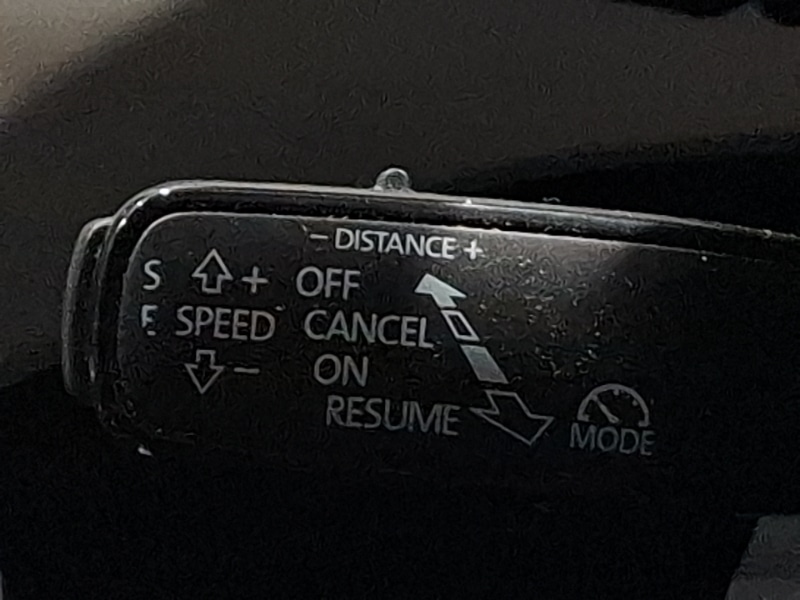 − DISTANCE +
S + OFF
E SPEED CANCEL
− ON
RESUME
MODE